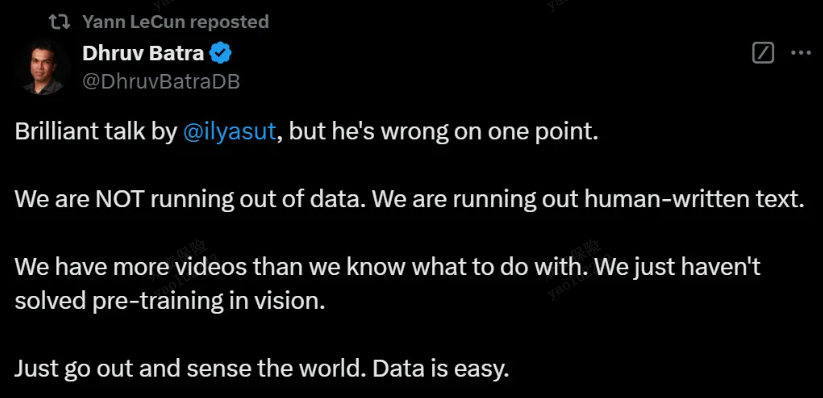 Yann LeCun reposted
Dhruv Batra
@DhruvBatraDB
Brilliant talk by @ilyasut, but he's wrong on one point.
We are NOT running out of data. We are running out human-written text.
We have more videos than we know what to do with. We just haven't
solved pre-training in vision.
Just go out and sense the world. Data is easy.